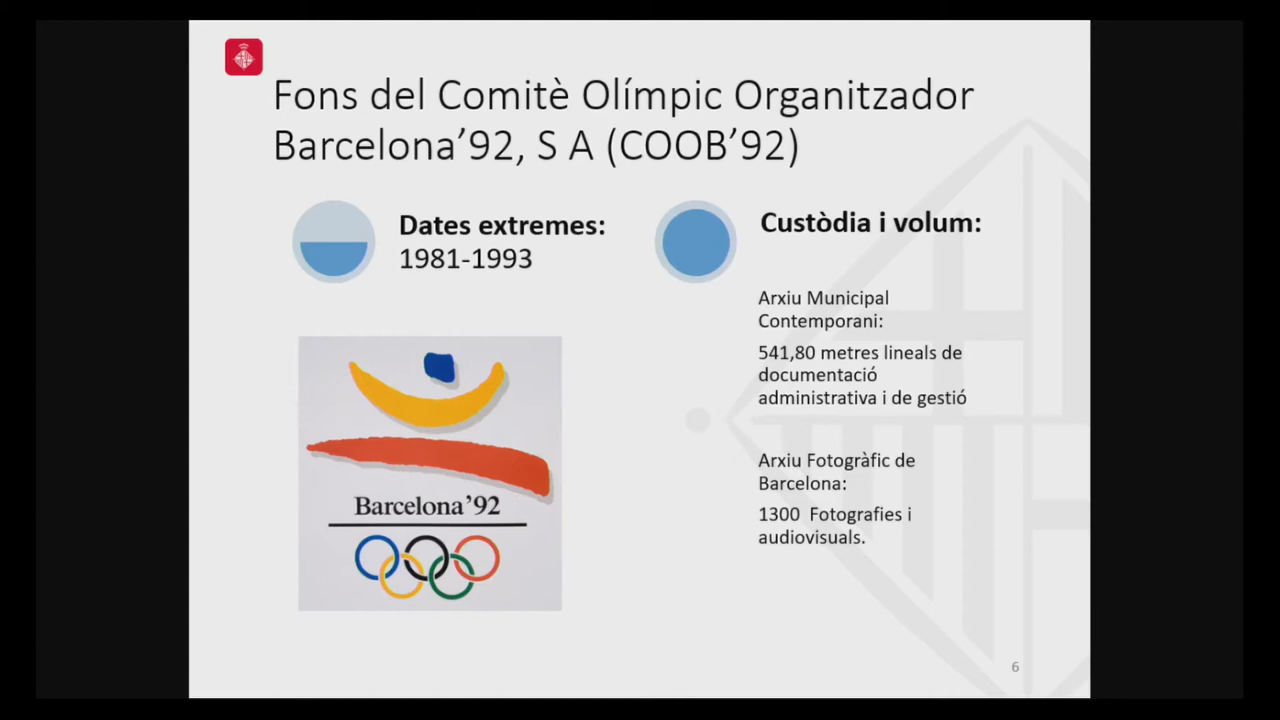 Fons del Comitè Olímpic Organitzador
Barcelona’92, S A (COOB’92)
Dates extremes:
1981-1993
Custòdia i volum:
Arxiu Municipal
Contemporani:
541,80 metres lineals de
documentació
administrativa i de gestió
Arxiu Fotogràfic de
Barcelona:
1300 Fotografies i
audiovisuals.
Barcelona’92
6